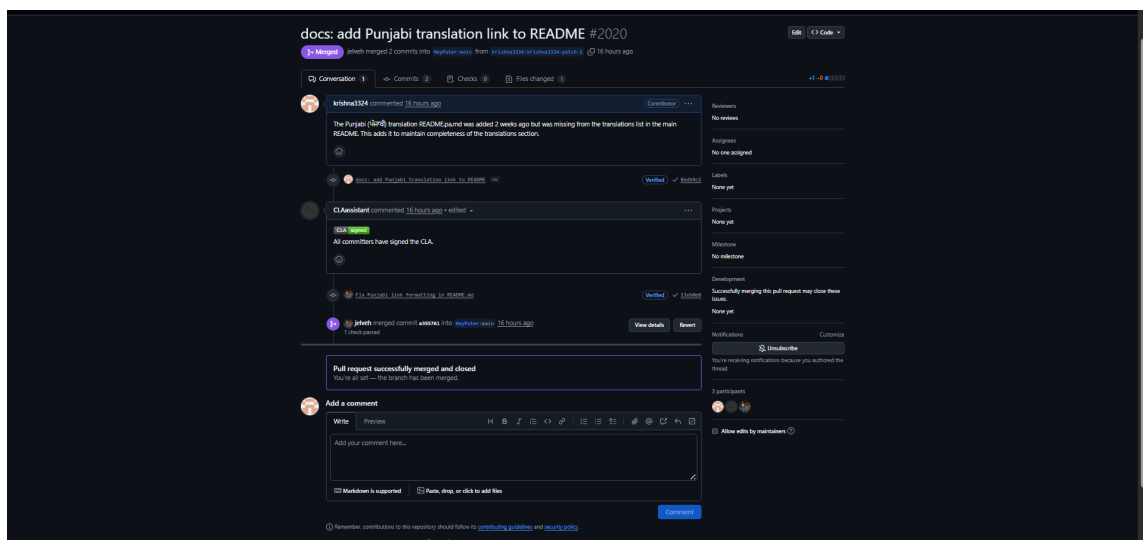 docs: add Punjabi translation link to README #2020
Edit
Code
Merged
jelveh merged 2 commits into HeyPuter:main from krishna3324:krishna3324-patch-1
16 hours ago
Conversation 1
Commits 2
Checks 0
Files changed 1
+1 −0
krishna3324 commented 16 hours ago
Contributor
The Punjabi (ਪੰਜਾਬੀ) translation README.pa.md was added 2 weeks ago but was missing from the translations list in the main
README. This adds it to maintain completeness of the translations section.
docs: add Punjabi translation link to README
Verified
CLAassistant commented 16 hours ago • edited
CLA signed
All committers have signed the CLA.
Fix Punjabi link formatting in README.md
Verified
jelveh merged commit a355761 into HeyPuter:main 16 hours ago
1 check passed
View details
Revert
Pull request successfully merged and closed
You're all set — the branch has been merged.
Add a comment
Write
Preview
Add your comment here...
Markdown is supported
Paste, drop, or click to add files
Comment
Remember, contributions to this repository should follow its contributing guidelines and security policy.
Reviewers
No reviews
Assignees
No one assigned
Labels
None yet
Projects
None yet
Milestone
No milestone
Development
Successfully merging this pull request may close these
issues.
None yet
Notifications
Customize
Unsubscribe
You're receiving notifications because you authored the
thread.
3 participants
Allow edits by maintainers